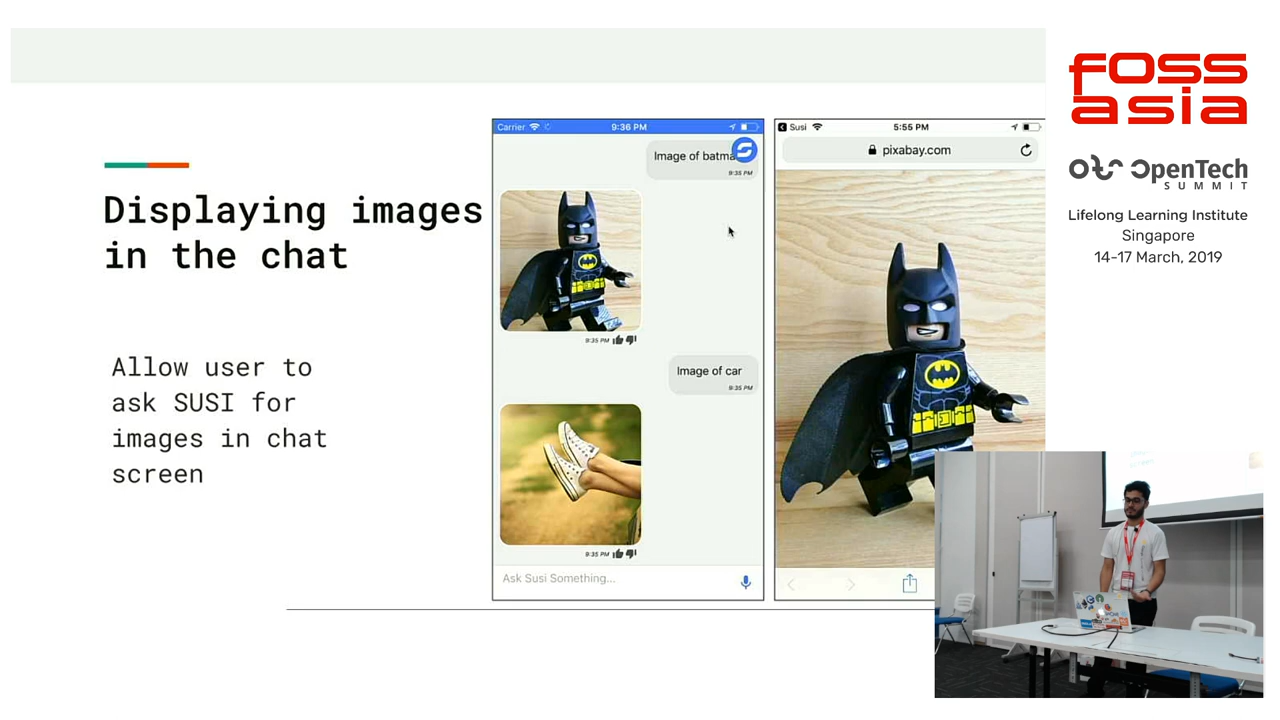 Displaying images
in the chat
Allow user to
ask SUSI for
images in chat
screen
Carrier
9:36 PM
Image of batma
9:35 PM
9:35 PM
Image of car
9:35 PM
9:35 PM
Ask Susi Something...
Susi
5:55 PM
pixabay.com
foss
asia
OpenTech
SUMMIT
Lifelong Learning Institute
Singapore
14-17 March, 2019